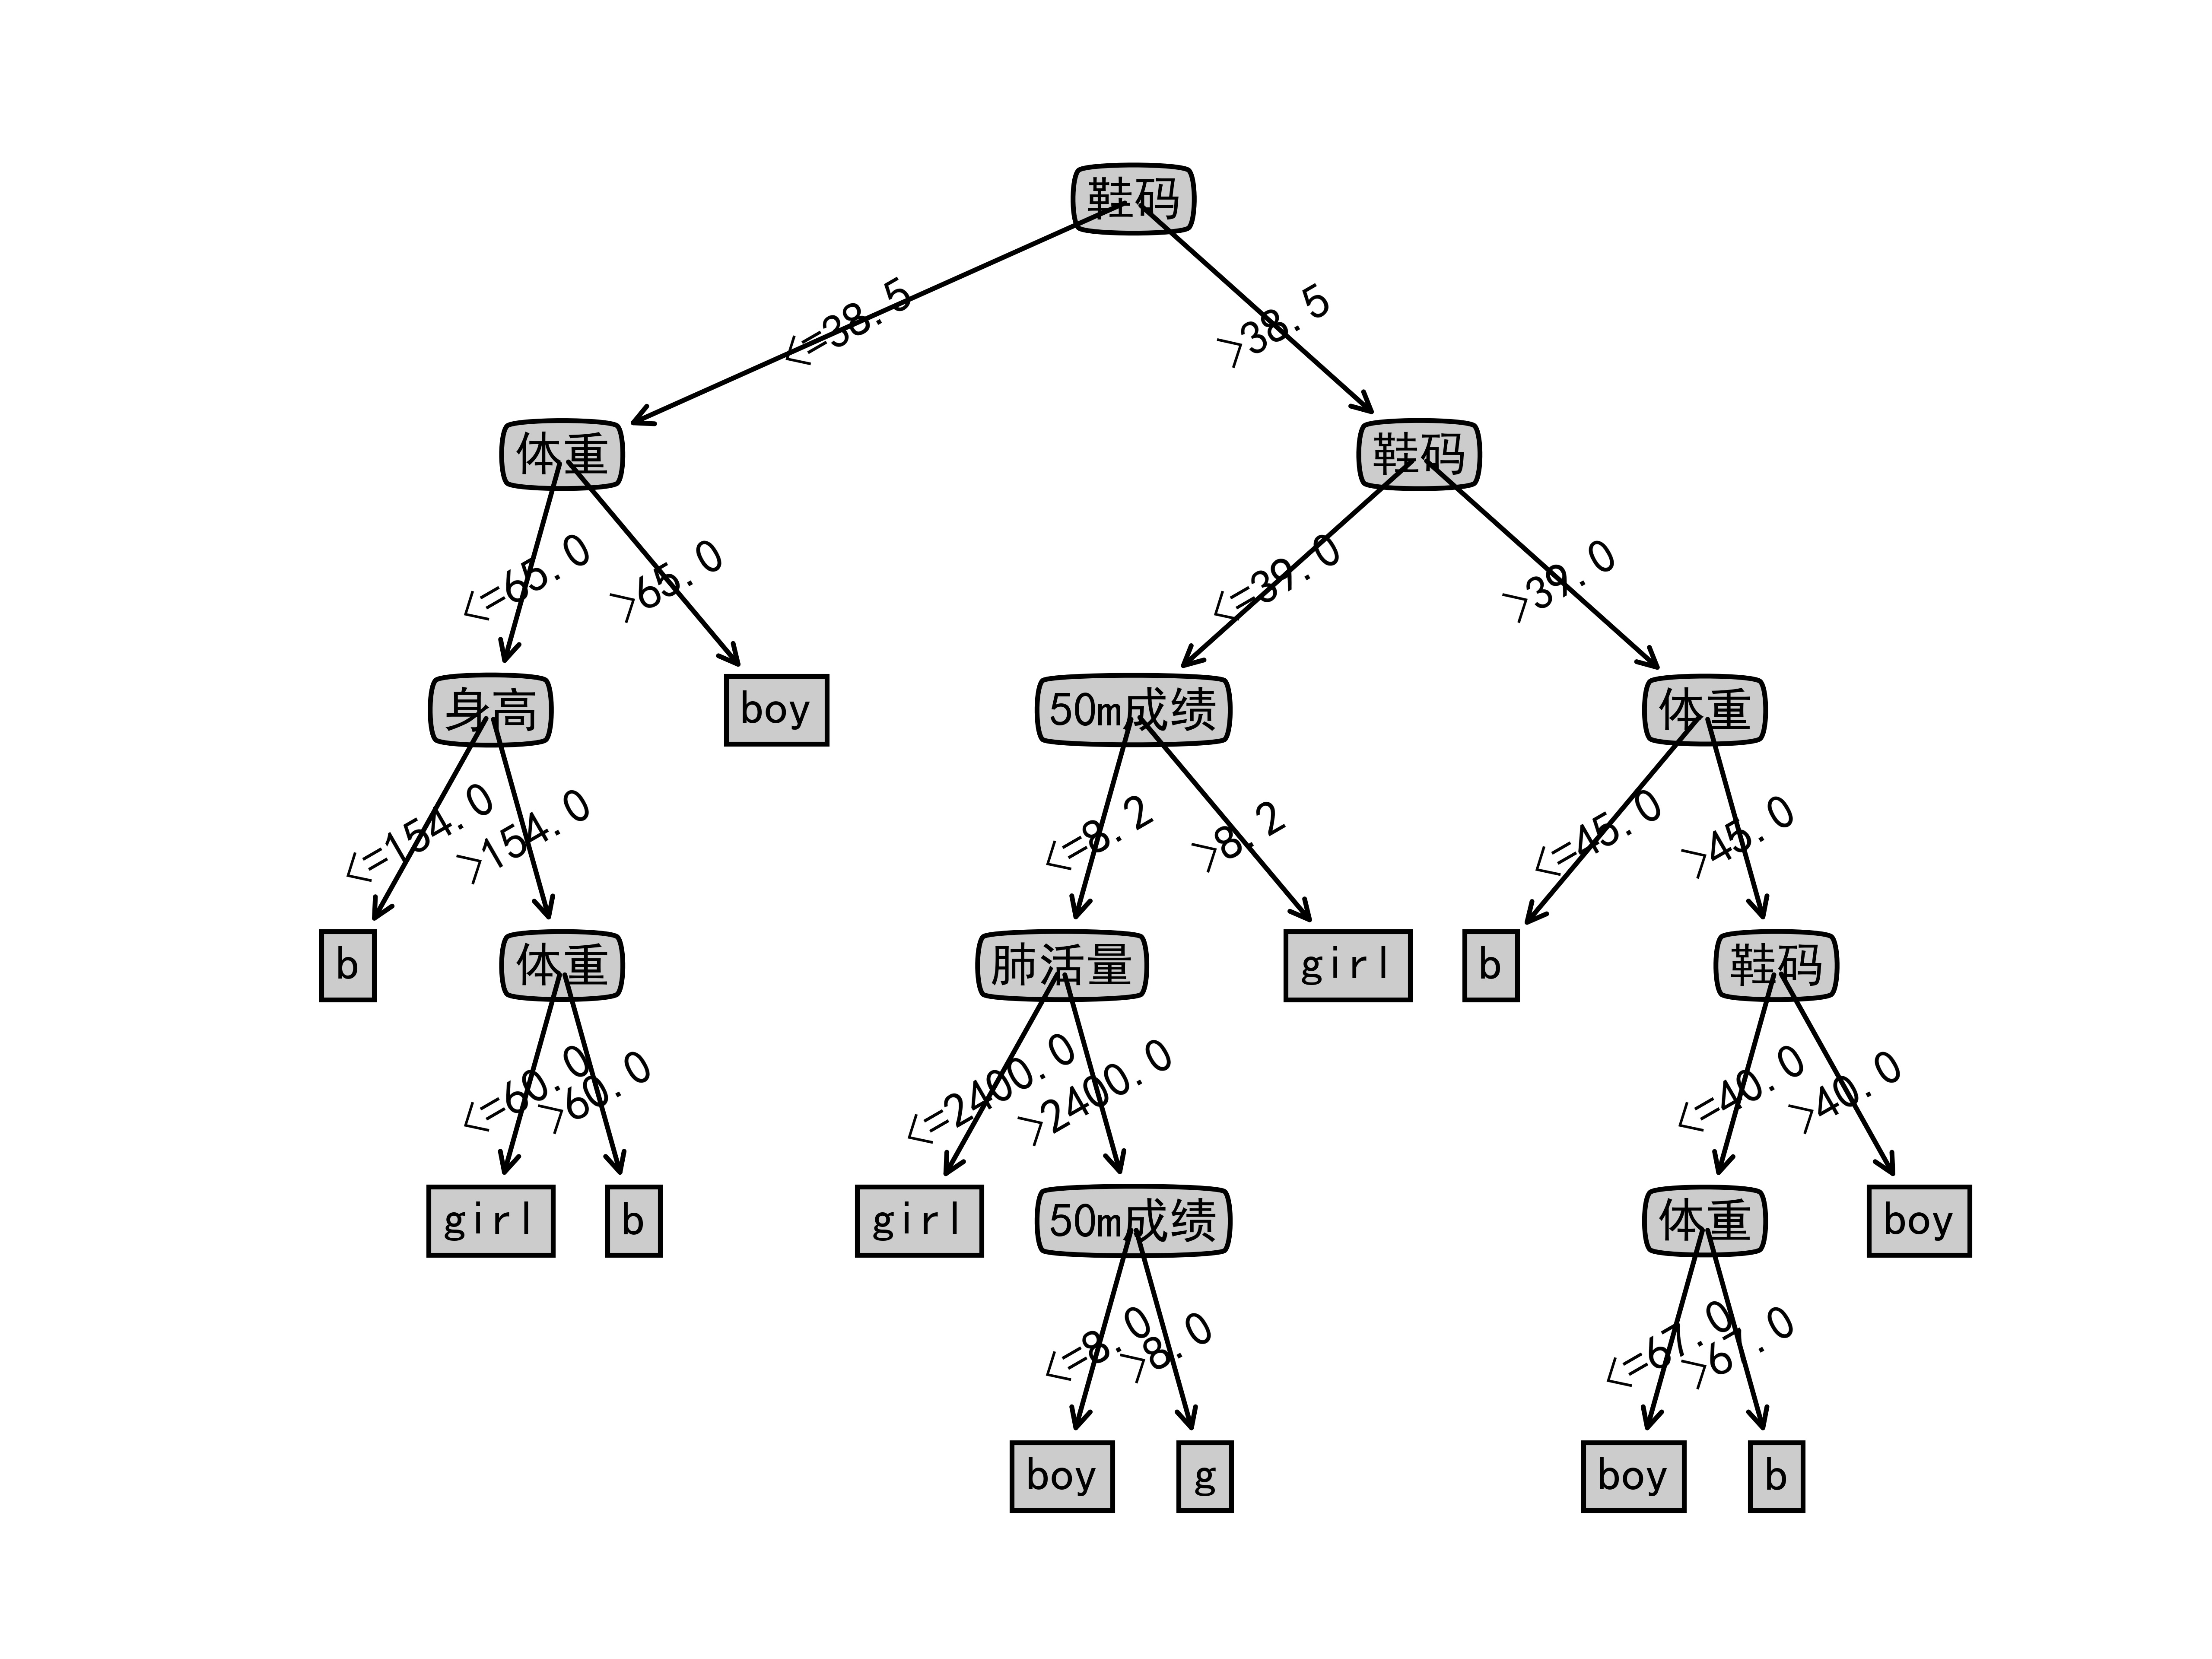 鞋码
<=38.5
>38.5
体重
鞋码
<=65.0
>65.0
<=39.0
>39.0
身高
boy
50m成绩
体重
<=154.0
>154.0
<=8.2
>8.2
<=45.0
>45.0
b
体重
肺活量
girl
b
鞋码
<=60.0
>60.0
<=2400.0
>2400.0
<=40.0
>40.0
girl
b
girl
50m成绩
体重
boy
<=8.0
>8.0
<=67.0
>67.0
boy
g
boy
b